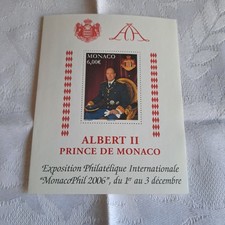 MONACO
6,00€
ALBERT II
PRINCE DE MONACO
Exposition Philatélique Internationale
"MonacoPhil 2006", du 1er au 3 décembre